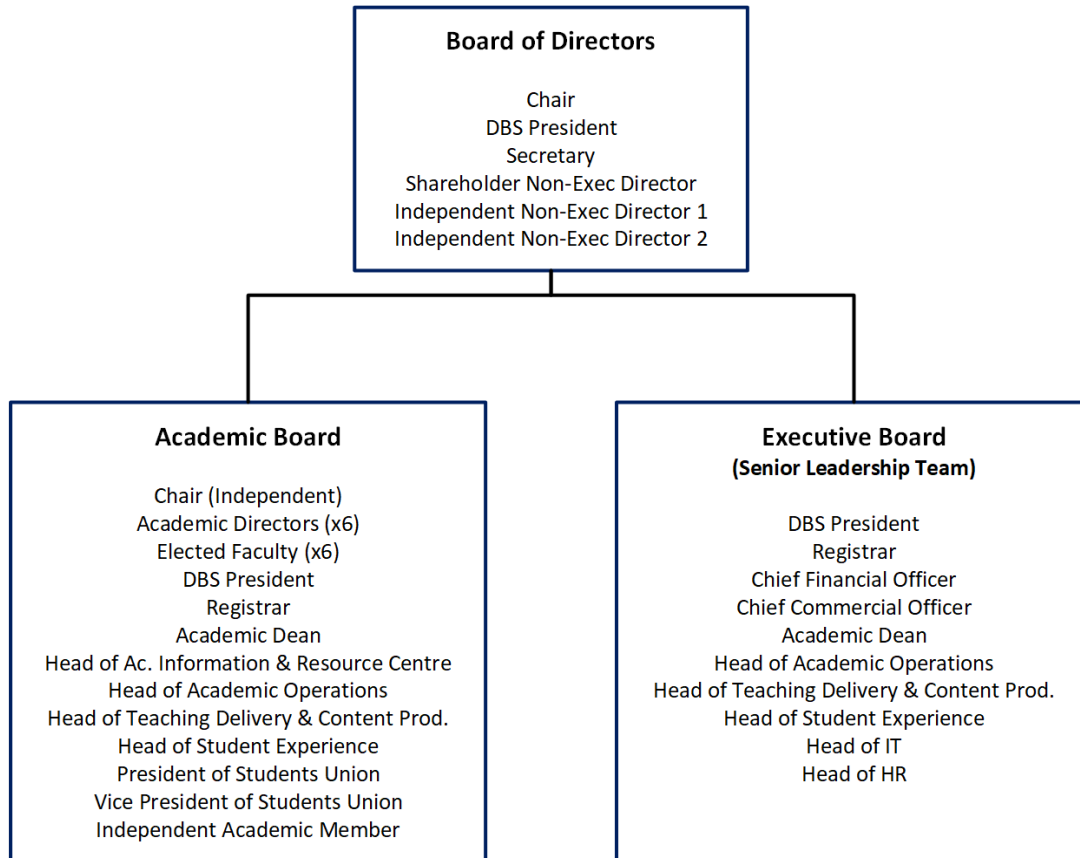 Board of Directors
Chair
DBS President
Secretary
Shareholder Non-Exec Director
Independent Non-Exec Director 1
Independent Non-Exec Director 2
Academic Board
Chair (Independent)
Academic Directors (x6)
Elected Faculty (x6)
DBS President
Registrar
Academic Dean
Head of Ac. Information & Resource Centre
Head of Academic Operations
Head of Teaching Delivery & Content Prod.
Head of Student Experience
President of Students Union
Vice President of Students Union
Independent Academic Member
Executive Board
(Senior Leadership Team)
DBS President
Registrar
Chief Financial Officer
Chief Commercial Officer
Academic Dean
Head of Academic Operations
Head of Teaching Delivery & Content Prod.
Head of Student Experience
Head of IT
Head of HR